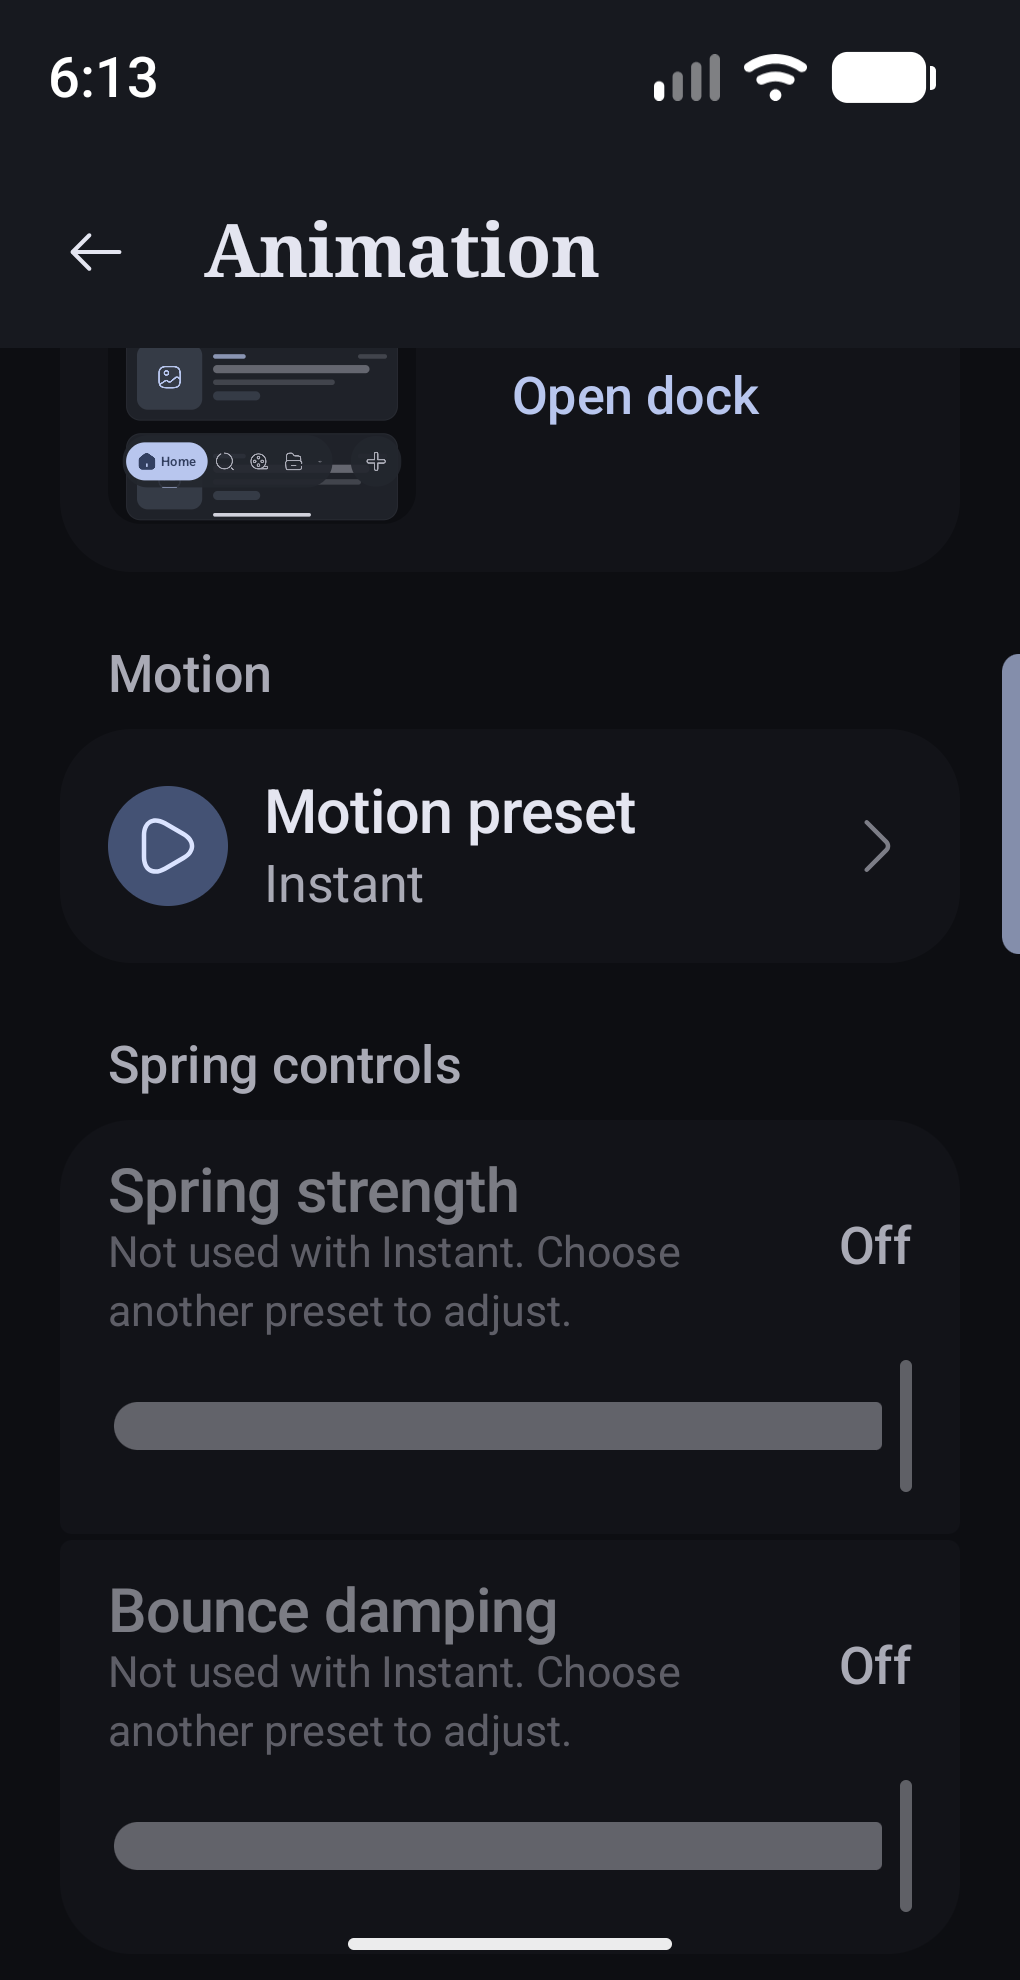 6:13
Animation
Open dock
Home
Motion
Motion preset
Instant
Spring controls
Spring strength
Not used with Instant. Choose
another preset to adjust.
Off
Bounce damping
Not used with Instant. Choose
another preset to adjust.
Off